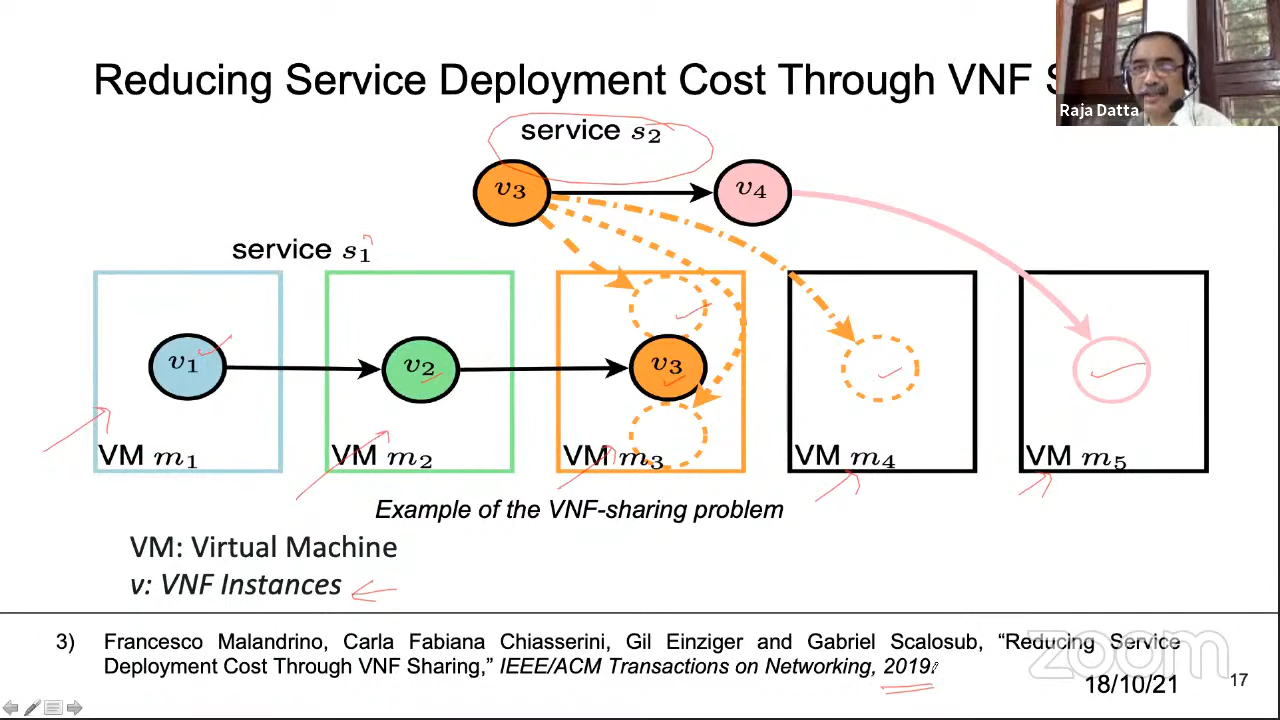 Reducing Service Deployment Cost Through VNF S
Raja Datta
service s2
v3
v4
service s1
v1
v2
v3
VM m1
VM m2
VM m3
VM m4
VM m5
Example of the VNF-sharing problem
VM: Virtual Machine
v: VNF Instances
3) Francesco Malandrino, Carla Fabiana Chiasserini, Gil Einziger and Gabriel Scalosub, “Reducing Service
Deployment Cost Through VNF Sharing,” IEEE/ACM Transactions on Networking, 2019.
zoom
18/10/21
17